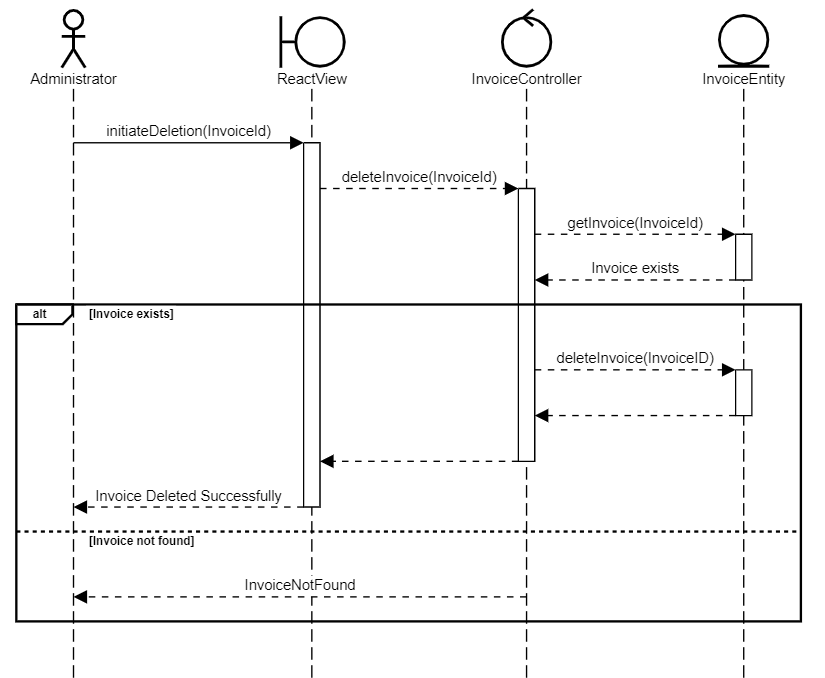 Administrator
ReactView
InvoiceController
InvoiceEntity
initiateDeletion(InvoiceId)
deleteInvoice(InvoiceId)
getInvoice(InvoiceId)
Invoice exists
alt
[Invoice exists]
deleteInvoice(InvoiceID)
Invoice Deleted Successfully
[Invoice not found]
InvoiceNotFound